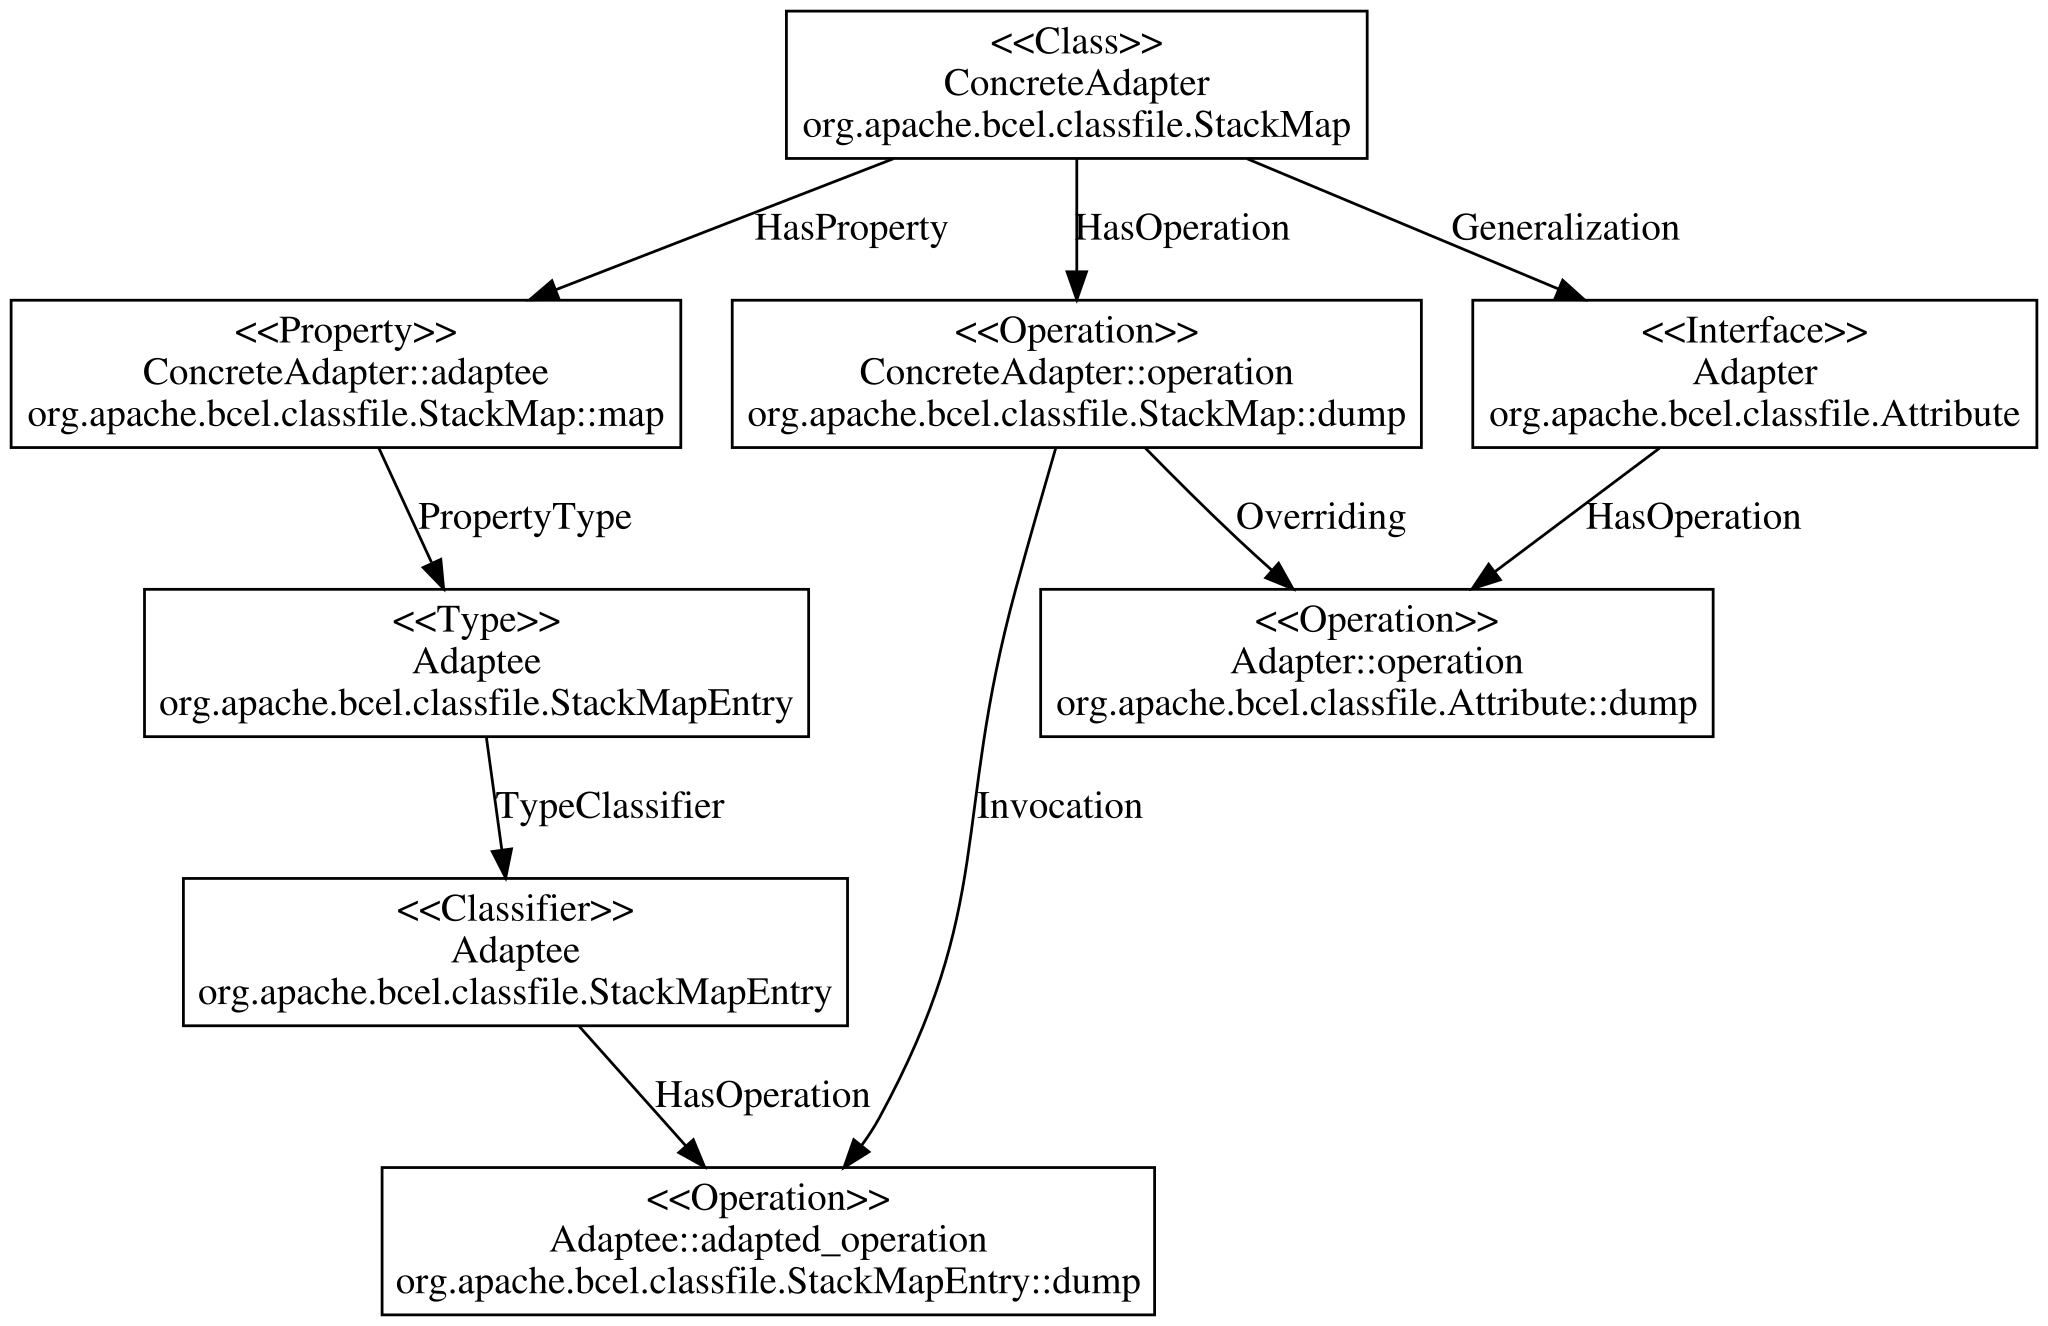 <<Class>>
ConcreteAdapter
org.apache.bcel.classfile.StackMap
HasProperty
HasOperation
Generalization
<<Property>>
ConcreteAdapter::adaptee
org.apache.bcel.classfile.StackMap::map
<<Operation>>
ConcreteAdapter::operation
org.apache.bcel.classfile.StackMap::dump
<<Interface>>
Adapter
org.apache.bcel.classfile.Attribute
PropertyType
Overriding
HasOperation
<<Type>>
Adaptee
org.apache.bcel.classfile.StackMapEntry
<<Operation>>
Adapter::operation
org.apache.bcel.classfile.Attribute::dump
TypeClassifier
Invocation
<<Classifier>>
Adaptee
org.apache.bcel.classfile.StackMapEntry
HasOperation
<<Operation>>
Adaptee::adapted_operation
org.apache.bcel.classfile.StackMapEntry::dump